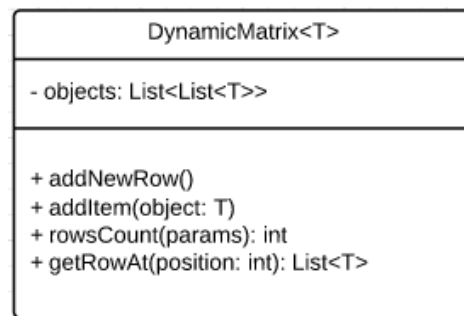 DynamicMatrix<T>
- objects: List<List<T>>
+ addNewRow()
+ addItem(object: T)
+ rowsCount(params): int
+ getRowAt(position: int): List<T>